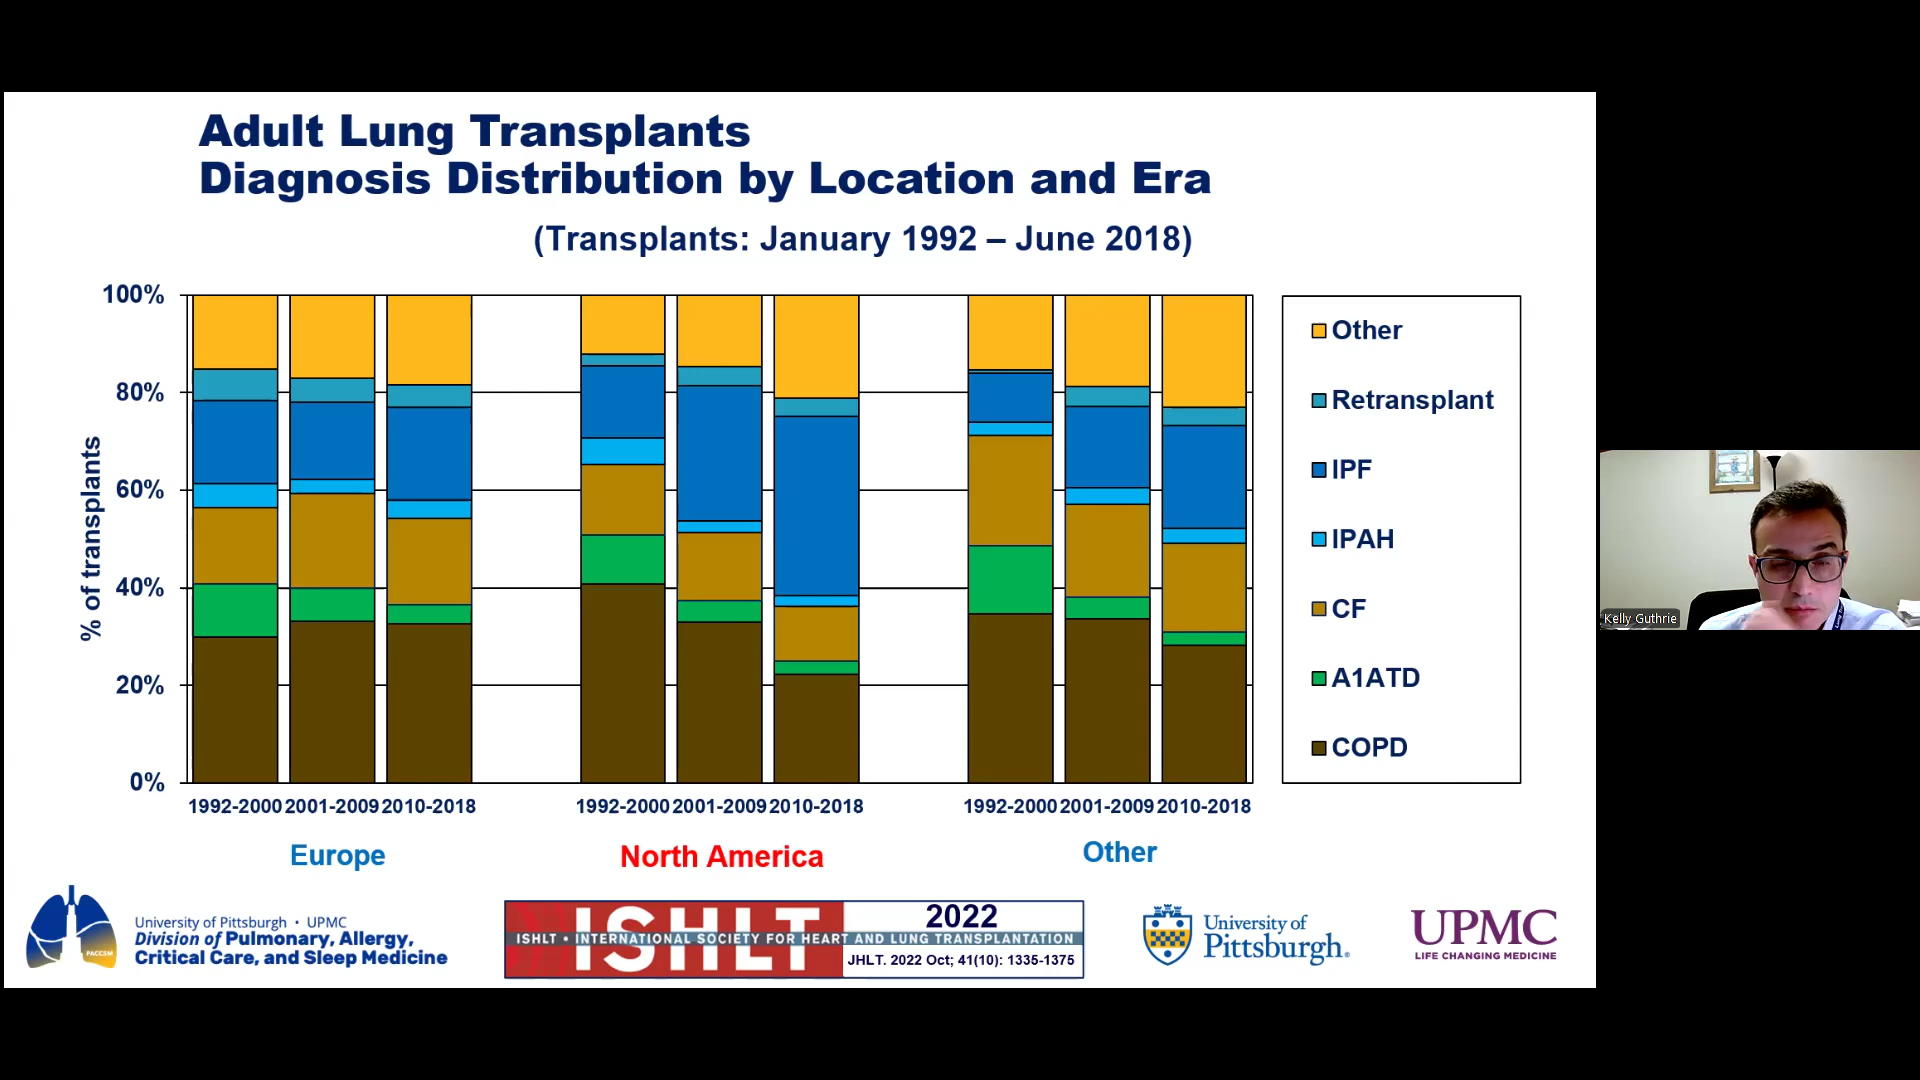 Adult Lung Transplants
Diagnosis Distribution by Location and Era
(Transplants: January 1992 – June 2018)
100%
80%
60%
40%
20%
0%
% of transplants
1992-2000 2001-2009 2010-2018
1992-2000 2001-2009 2010-2018
1992-2000 2001-2009 2010-2018
Europe
North America
Other
Other
Retransplant
IPF
IPAH
CF
A1ATD
COPD
PACCSM
University of Pittsburgh • UPMC
Division of Pulmonary, Allergy,
Critical Care, and Sleep Medicine
ISHLT
2022
ISHLT • INTERNATIONAL SOCIETY FOR HEART AND LUNG TRANSPLANTATION
JHLT. 2022 Oct; 41(10): 1335-1375
University of
Pittsburgh.
UPMC
LIFE CHANGING MEDICINE
Kelly Guthrie